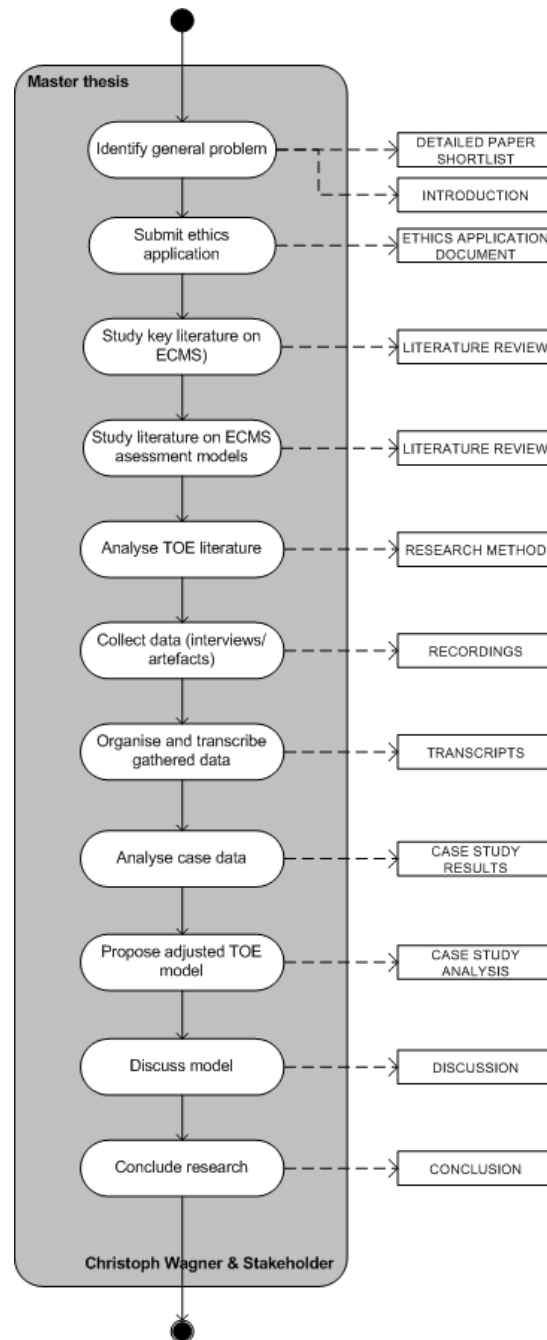 Master thesis
Identify general problem
DETAILED PAPER
SHORTLIST
INTRODUCTION
Submit ethics
application
ETHICS APPLICATION
DOCUMENT
Study key literature on
ECMS)
LITERATURE REVIEW
Study literature on ECMS
asessment models
LITERATURE REVIEW
Analyse TOE literature
RESEARCH METHOD
Collect data (interviews/
artefacts)
RECORDINGS
Organise and transcribe
gathered data
TRANSCRIPTS
Analyse case data
CASE STUDY
RESULTS
Propose adjusted TOE
model
CASE STUDY
ANALYSIS
Discuss model
DISCUSSION
Conclude research
CONCLUSION
Christoph Wagner & Stakeholder